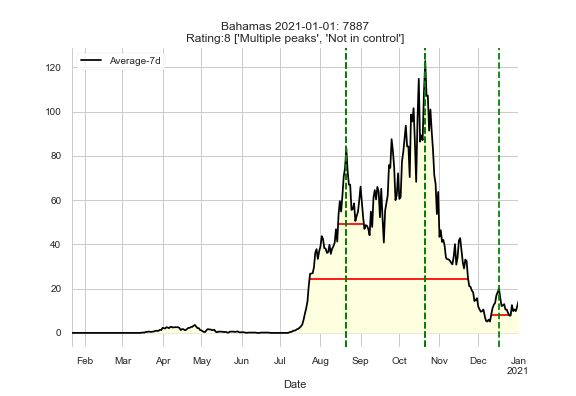 Bahamas 2021-01-01: 7887
Rating:8 ['Multiple peaks', 'Not in control']
Average-7d
120
100
80
60
40
20
0
Feb Mar Apr May Jun Jul Aug Sep Oct Nov Dec Jan
2021
Date